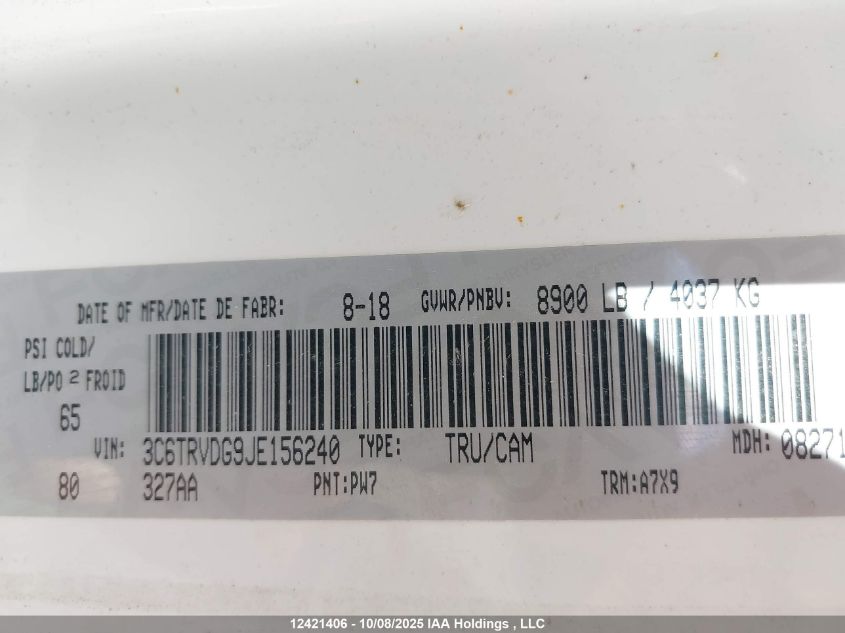 DATE OF MFR/DATE DE FABR: 8-18 GVWR/PNBV: 8900 LB / 4037 KG
PSI COLD/
LB/PO 2 FROID
65
VIN: 3C6TRVDG9JE156240 TYPE: TRU/CAM MDH: 08271
80 327AA PNT:PW7 TRM:A7X9
12421406 - 10/08/2025 IAA Holdings , LLC